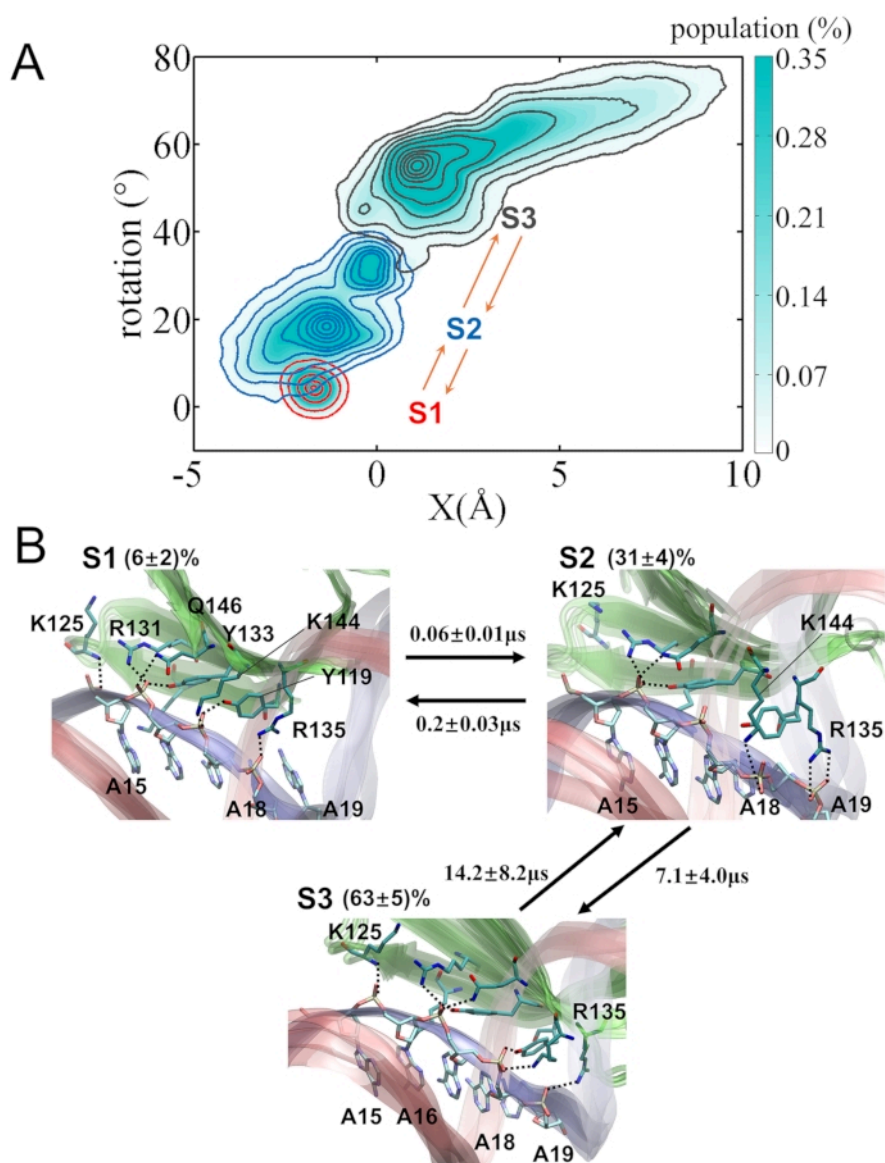 A
population (%)
80
60
40
20
0
rotation (°)
-5
0
5
10
X(Å)
0.35
0.28
0.21
0.14
0.07
0
S3
S2
S1
B
S1 (6±2)%
K125
R131
Q146
Y133
K144
Y119
R135
A15
A18
A19
0.06±0.01μs
0.2±0.03μs
S2 (31±4)%
K125
K144
R135
A15
A18
A19
14.2±8.2μs
7.1±4.0μs
S3 (63±5)%
K125
R135
A15
A16
A18
A19